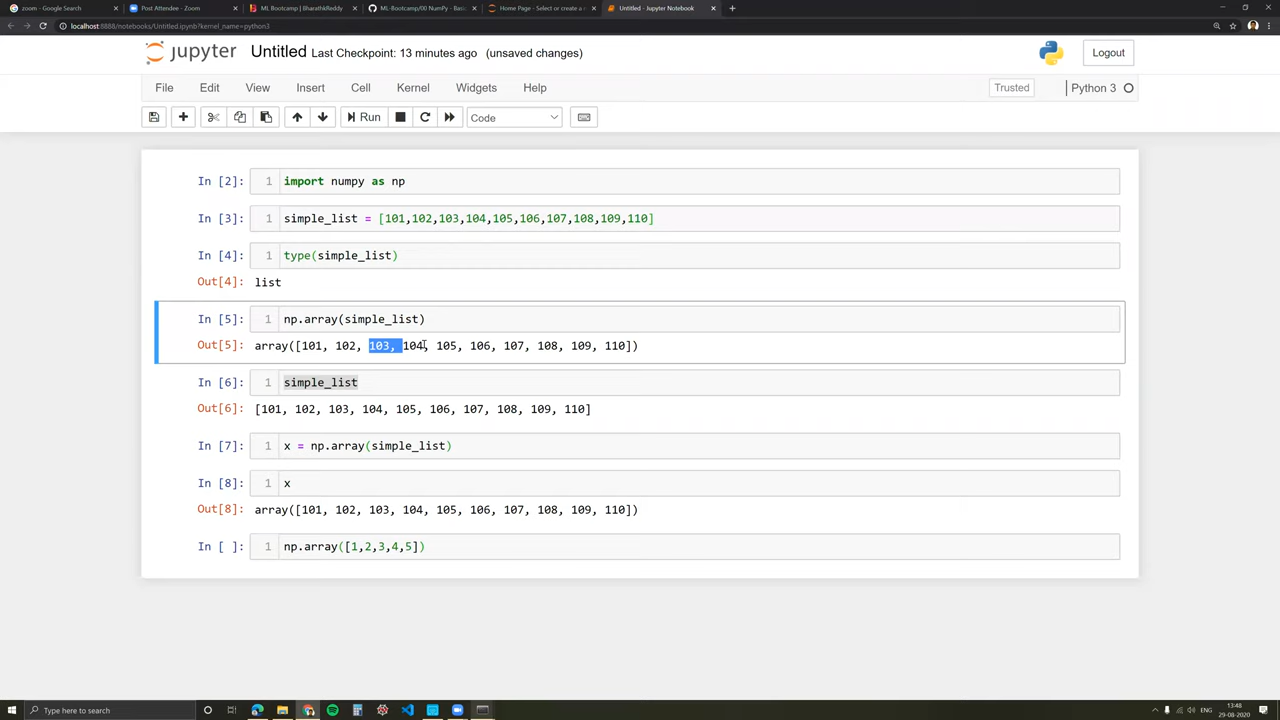 zoom - Google Search
Post Attendee - Zoom
ML Bootcamp | BharathKReddy
ML-Bootcamp/00 NumPy - Basi
Home Page - Select or create a n
Untitled - Jupyter Notebook
localhost:8888/notebooks/Untitled.ipynb?kernel_name=python3
jupyter Untitled Last Checkpoint: 13 minutes ago (unsaved changes)
Logout
File Edit View Insert Cell Kernel Widgets Help
Trusted
Python 3
Run
Code
In [2]: 1 import numpy as np
In [3]: 1 simple_list = [101,102,103,104,105,106,107,108,109,110]
In [4]: 1 type(simple_list)
Out[4]: list
In [5]: 1 np.array(simple_list)
Out[5]: array([101, 102, 103, 104, 105, 106, 107, 108, 109, 110])
In [6]: 1 simple_list
Out[6]: [101, 102, 103, 104, 105, 106, 107, 108, 109, 110]
In [7]: 1 x = np.array(simple_list)
In [8]: 1 x
Out[8]: array([101, 102, 103, 104, 105, 106, 107, 108, 109, 110])
In [ ]: 1 np.array([1,2,3,4,5])
Type here to search
ENG
13:48
29-08-2020